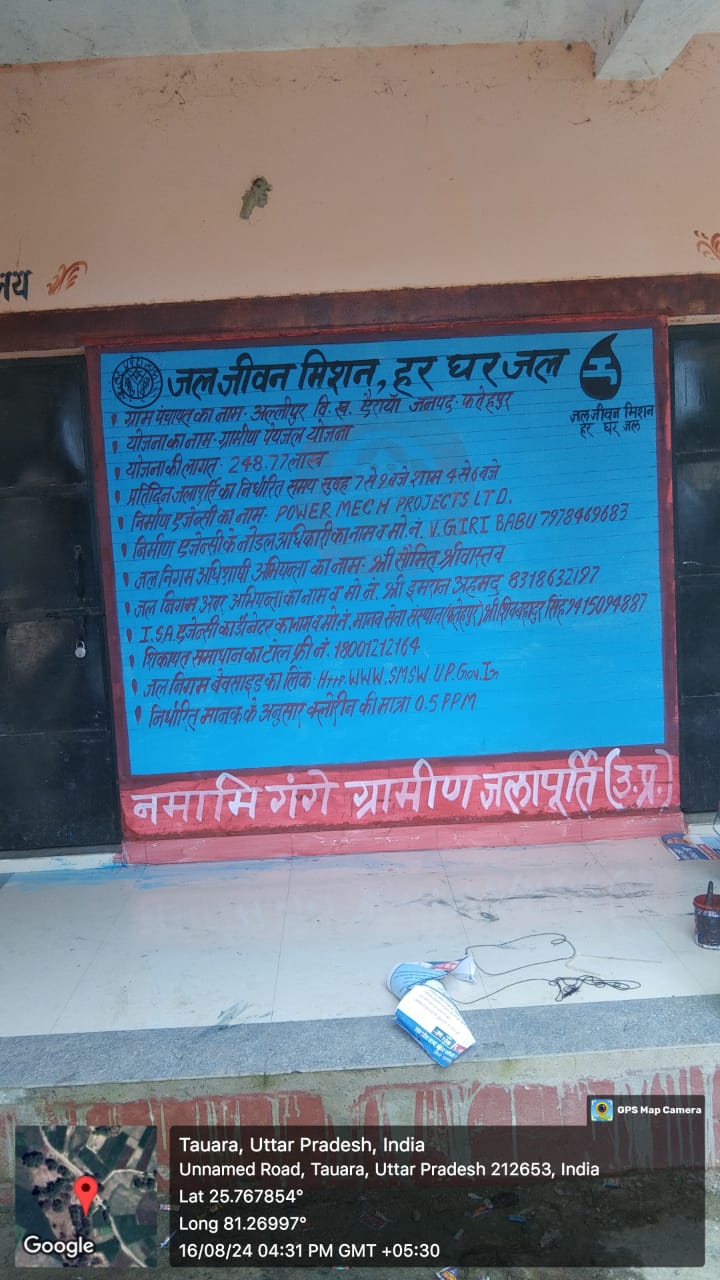 जल जीवन मिशन, हर घर जल
जल जीवन मिशन
हर घर जल
ग्राम पंचायत का नाम- अल्लीपुर वि. ख. ऐरायाँ जनपद- फतेहपुर
योजना का नाम- ग्रामीण पेयजल योजना
योजना की लागत- 248.77 लाख
प्रतिदिन जलापूर्ति का निर्धारित समय सुबह 7 से 9 बजे शाम 4 से 6 बजे
निर्माण एजेन्सी का नाम- POWER MECH PROJECTS LTD.
निर्माण एजेन्सी के नोडल अधिकारी का नाम व मो. नं. V. GIRI BABU 7978469683
जल निगम अधिशाषी अभियन्ता का नाम- श्री सौमित श्रीवास्तव
जल निगम अवर अभियन्ता का नाम व मो. नं. श्री इमरान अहमद 8318632197
I.S.A. एजेन्सी का डैनेटर का नाम व मो. नं. मानव सेवा संस्थान (फतेहपुर) श्री शिवबहादुर सिंह 9415094887
शिकायत समाधान का टोल फ्री नं. 18001212164
जल निगम बेवसाइड का लिंक- Http.WWW.SMSW.UP.Gov.In
निर्धारित मानक के अनुसार क्लोरीन की मात्रा 0.5 PPM
नमामि गंगे ग्रामीण जलापूर्ति (उ.प्र.)
GPS Map Camera
Tauara, Uttar Pradesh, India
Unnamed Road, Tauara, Uttar Pradesh 212653, India
Lat 25.767854°
Long 81.26997°
16/08/24 04:31 PM GMT +05:30
Google